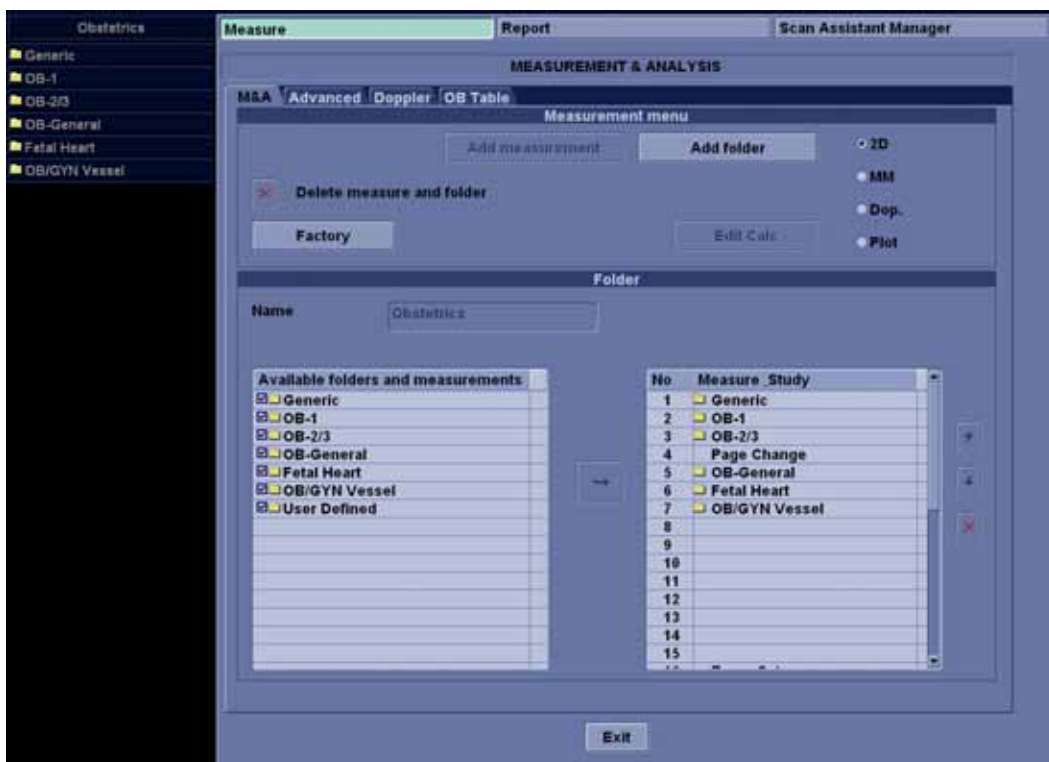 Obstetrics
Generic
OB-1
OB-2/3
OB-General
Fetal Heart
OB/GYN Vessel
Measure Report Scan Assistant Manager
MEASUREMENT & ANALYSIS
M&A Advanced Doppler OB Table
Measurement menu
Add measurement Add folder 2D
MM
Delete measure and folder
Dop.
Factory Edit Calc Plot
Folder
Name Obstetrics
Available folders and measurements No Measure_Study
Generic 1 Generic
OB-1 2 OB-1
OB-2/3 3 OB-2/3
OB-General 4 Page Change
Fetal Heart 5 OB-General
OB/GYN Vessel 6 Fetal Heart
User Defined 7 OB/GYN Vessel
8
9
10
11
12
13
14
15
Exit